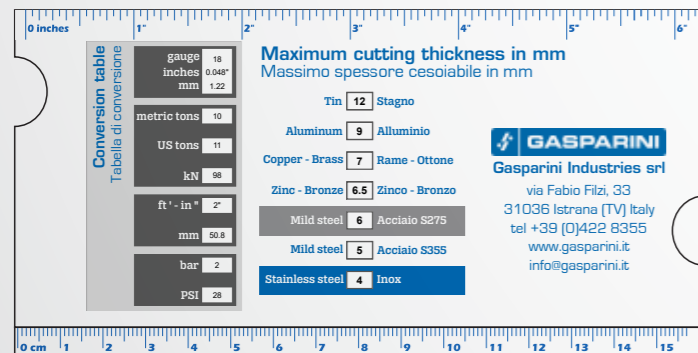 0 inches 1" 2" 3" 4" 5" 6"
Conversion table
Tabella di conversione
gauge 18
inches 0.048"
mm 1.22
metric tons 10
US tons 11
kN 98
ft ' - in " 2"
mm 50.8
bar 2
PSI 28
Maximum cutting thickness in mm
Massimo spessore cesoiabile in mm
Tin 12 Stagno
Aluminum 9 Alluminio
Copper - Brass 7 Rame - Ottone
Zinc - Bronze 6.5 Zinco - Bronzo
Mild steel 6 Acciaio S275
Mild steel 5 Acciaio S355
Stainless steel 4 Inox
GASPARINI
Gasparini Industries srl
via Fabio Filzi, 33
31036 Istrana (TV) Italy
tel +39 (0)422 8355
www.gasparini.it
info@gasparini.it
0 cm 1 2 3 4 5 6 7 8 9 10 11 12 13 14 15